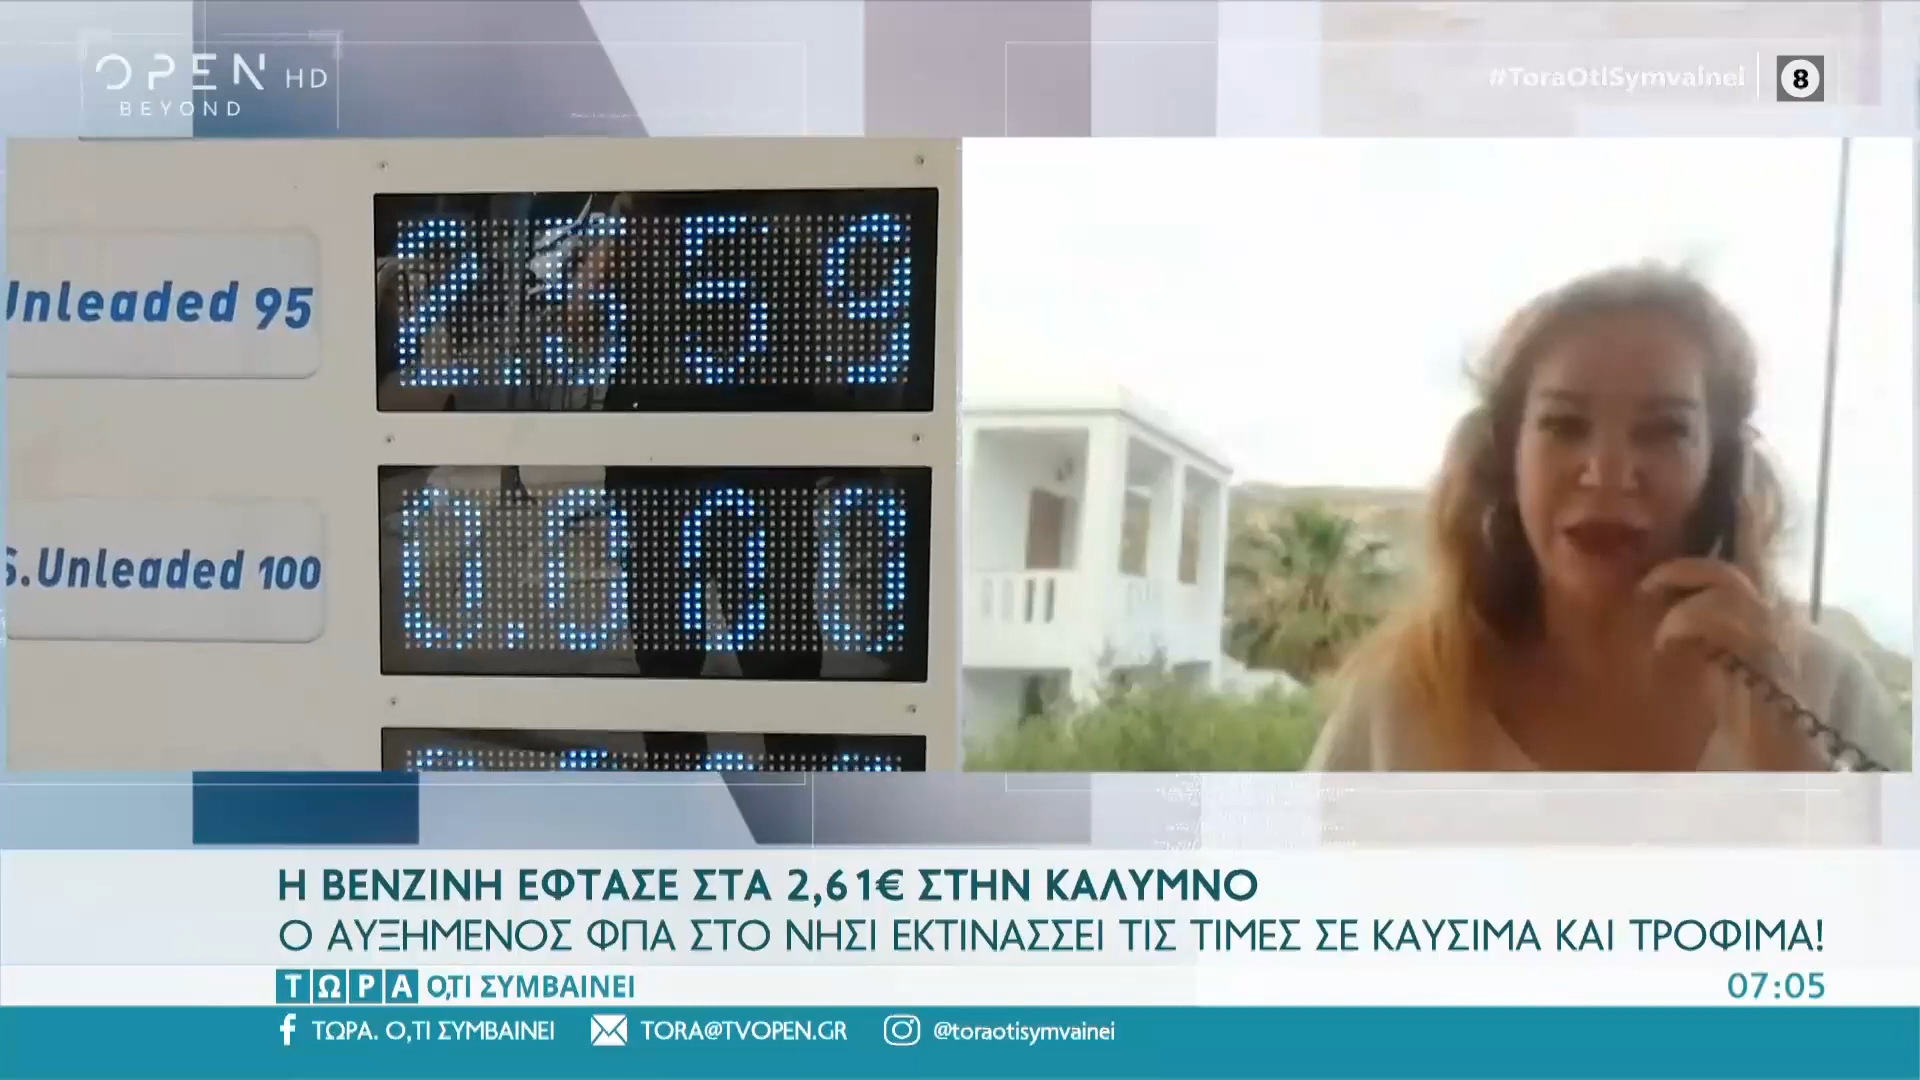 OPEN HD
BEYOND
#ToraOtiSymvainei
8
Unleaded 95
2.559
S.Unleaded 100
Η ΒΕΝΖΙΝΗ ΕΦΤΑΣΕ ΣΤΑ 2,61€ ΣΤΗΝ ΚΑΛΥΜΝΟ
Ο ΑΥΞΗΜΕΝΟΣ ΦΠΑ ΣΤΟ ΝΗΣΙ ΕΚΤΙΝΑΣΣΕΙ ΤΙΣ ΤΙΜΕΣ ΣΕ ΚΑΥΣΙΜΑ ΚΑΙ ΤΡΟΦΙΜΑ!
ΤΩΡΑ Ο,ΤΙ ΣΥΜΒΑΙΝΕΙ
07:05
ΤΩΡΑ. Ο,ΤΙ ΣΥΜΒΑΙΝΕΙ TORA@TVOPEN.GR @toraotisymvainei